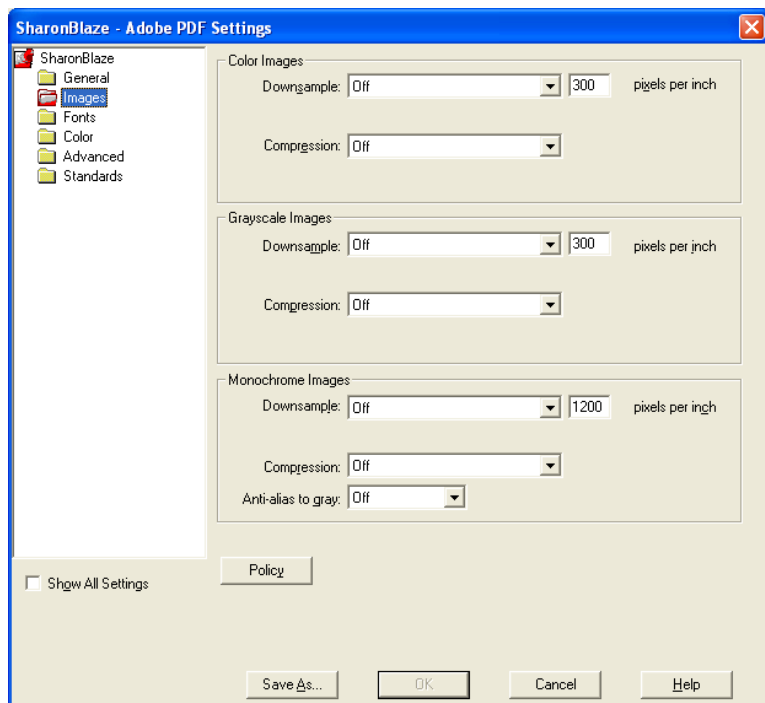 SharonBlaze - Adobe PDF Settings
SharonBlaze
General
Images
Fonts
Color
Advanced
Standards
Show All Settings
Color Images
Downsample: Off 300 pixels per inch
Compression: Off
Grayscale Images
Downsample: Off 300 pixels per inch
Compression: Off
Monochrome Images
Downsample: Off 1200 pixels per inch
Compression: Off
Anti-alias to gray: Off
Policy
Save As... OK Cancel Help